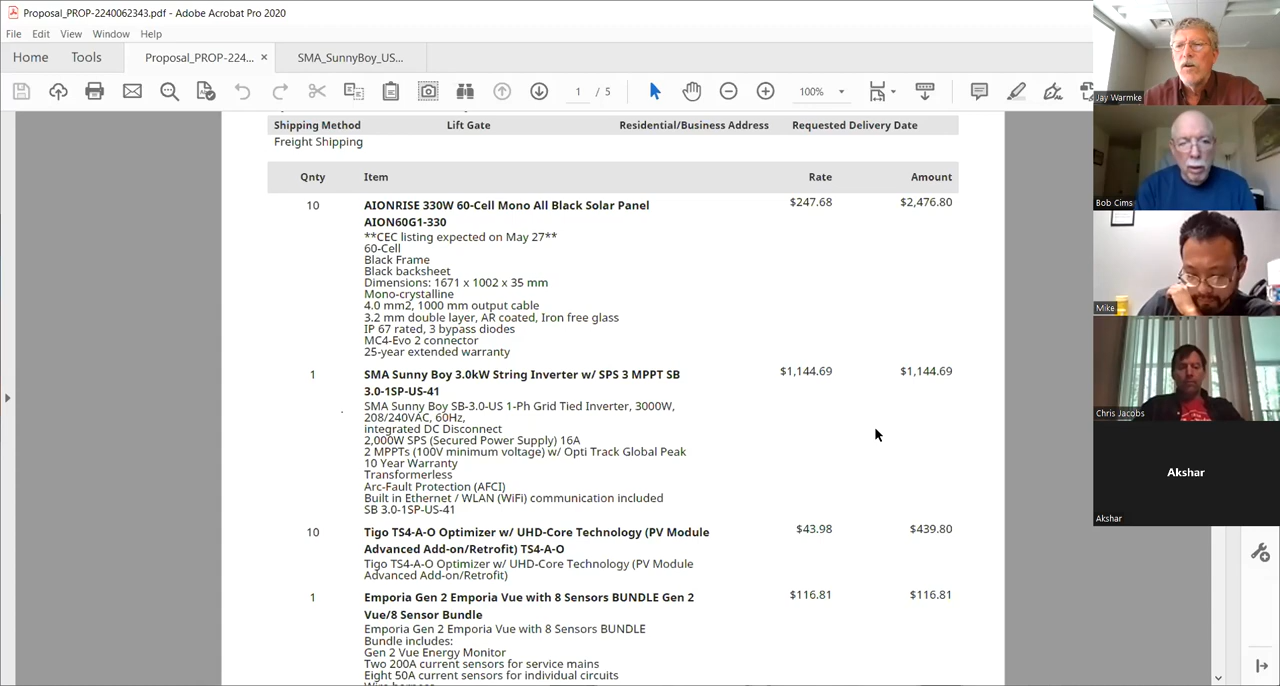 Proposal_PROP-2240062343.pdf - Adobe Acrobat Pro 2020
File Edit View Window Help
Home Tools Proposal_PROP-224... × SMA_SunnyBoy_US...
1 / 5 100%
Shipping Method Lift Gate Residential/Business Address Requested Delivery Date
Freight Shipping
Qnty Item Rate Amount
10 AIONRISE 330W 60-Cell Mono All Black Solar Panel $247.68 $2,476.80
AION60G1-330
**CEC listing expected on May 27**
60-Cell
Black Frame
Black backsheet
Dimensions: 1671 x 1002 x 35 mm
Mono-crystalline
4.0 mm2, 1000 mm output cable
3.2 mm double layer, AR coated, Iron free glass
IP 67 rated, 3 bypass diodes
MC4-Evo 2 connector
25-year extended warranty
1 SMA Sunny Boy 3.0kW String Inverter w/ SPS 3 MPPT SB $1,144.69 $1,144.69
3.0-1SP-US-41
SMA Sunny Boy SB-3.0-US 1-Ph Grid Tied Inverter, 3000W,
208/240VAC, 60Hz,
integrated DC Disconnect
2,000W SPS (Secured Power Supply) 16A
2 MPPTs (100V minimum voltage) w/ Opti Track Global Peak
10 Year Warranty
Transformerless
Arc-Fault Protection (AFCI)
Built in Ethernet / WLAN (WiFi) communication included
SB 3.0-1SP-US-41
10 Tigo TS4-A-O Optimizer w/ UHD-Core Technology (PV Module $43.98 $439.80
Advanced Add-on/Retrofit) TS4-A-O
Tigo TS4-A-O Optimizer w/ UHD-Core Technology (PV Module
Advanced Add-on/Retrofit)
1 Emporia Gen 2 Emporia Vue with 8 Sensors BUNDLE Gen 2 $116.81 $116.81
Vue/8 Sensor Bundle
Emporia Gen 2 Emporia Vue with 8 Sensors BUNDLE
Bundle includes:
Gen 2 Vue Energy Monitor
Two 200A current sensors for service mains
Eight 50A current sensors for individual circuits
Jay Warmke
Bob Cims
Mike
Chris Jacobs
Akshar
Akshar